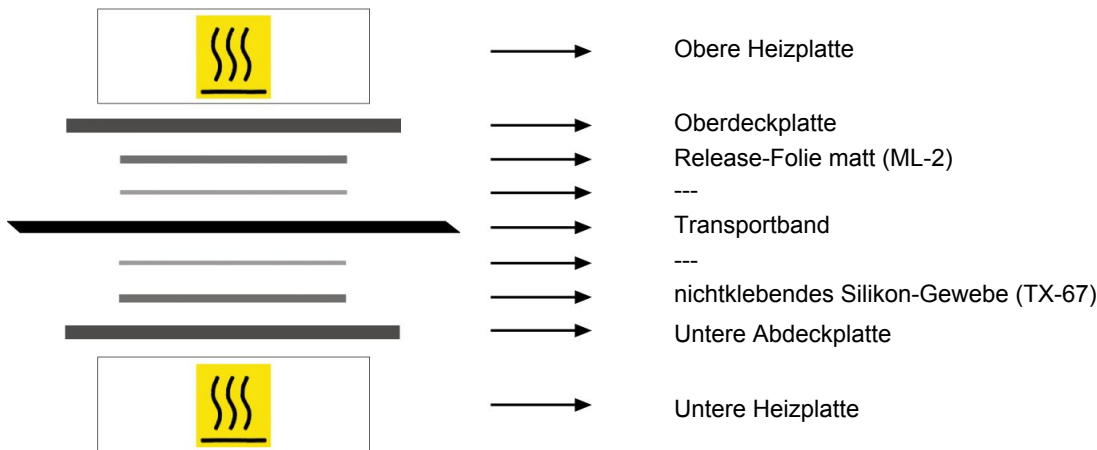 Obere Heizplatte
Oberdeckplatte
Release-Folie matt (ML-2)
---
Transportband
---
nichtklebendes Silikon-Gewebe (TX-67)
Untere Abdeckplatte
Untere Heizplatte